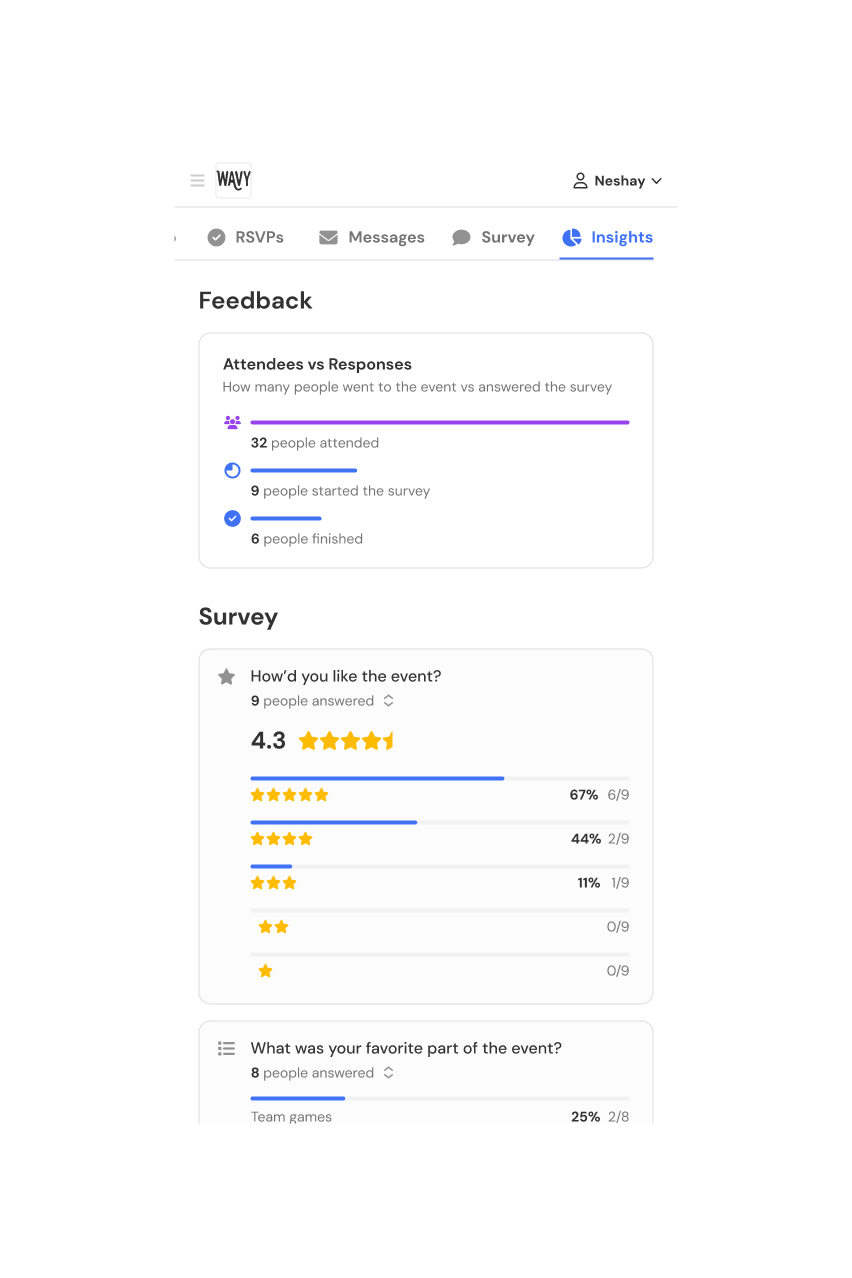 WAVY
Neshay
RSVPs Messages Survey Insights
Feedback
Attendees vs Responses
How many people went to the event vs answered the survey
32 people attended
9 people started the survey
6 people finished
Survey
How’d you like the event?
9 people answered
4.3
67% 6/9
44% 2/9
11% 1/9
0/9
0/9
What was your favorite part of the event?
8 people answered
Team games 25% 2/8